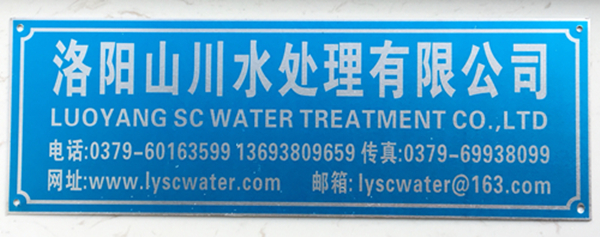 洛阳山川水处理有限公司
LUOYANG SC WATER TREATMENT CO.,LTD
电话:0379-60163599 13693809659 传真:0379-69938099
网址:www.lyscwater.com 邮箱: lyscwater@163.com